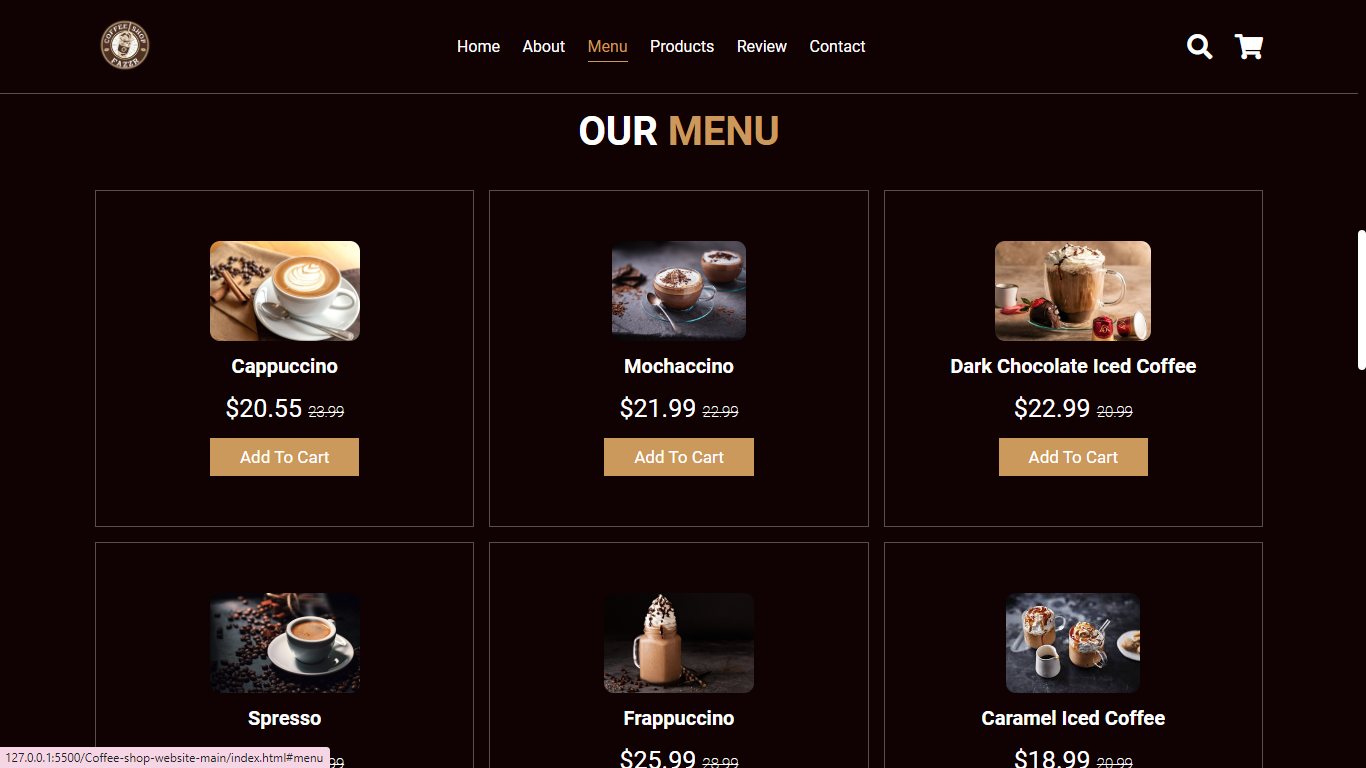 COFFEE SHOP
FAZZR
Home About Menu Products Review Contact
OUR MENU
Cappuccino
$20.55 23.99
Add To Cart
Mochaccino
$21.99 22.99
Add To Cart
Dark Chocolate Iced Coffee
$22.99 20.99
Add To Cart
Spresso
Frappuccino
$25.99 28.99
Caramel Iced Coffee
$18.99 20.99
127.0.0.1:5500/Coffee-shop-website-main/index.html#menu